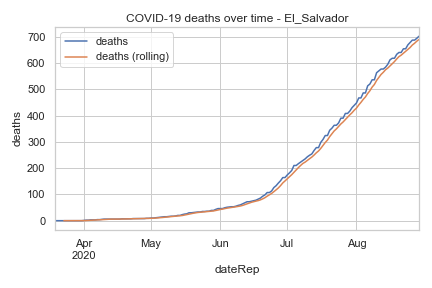 COVID-19 deaths over time - El_Salvador
deaths
deaths (rolling)
700
600
500
400
300
200
100
0
deaths
Apr
2020
May
Jun
Jul
Aug
dateRep